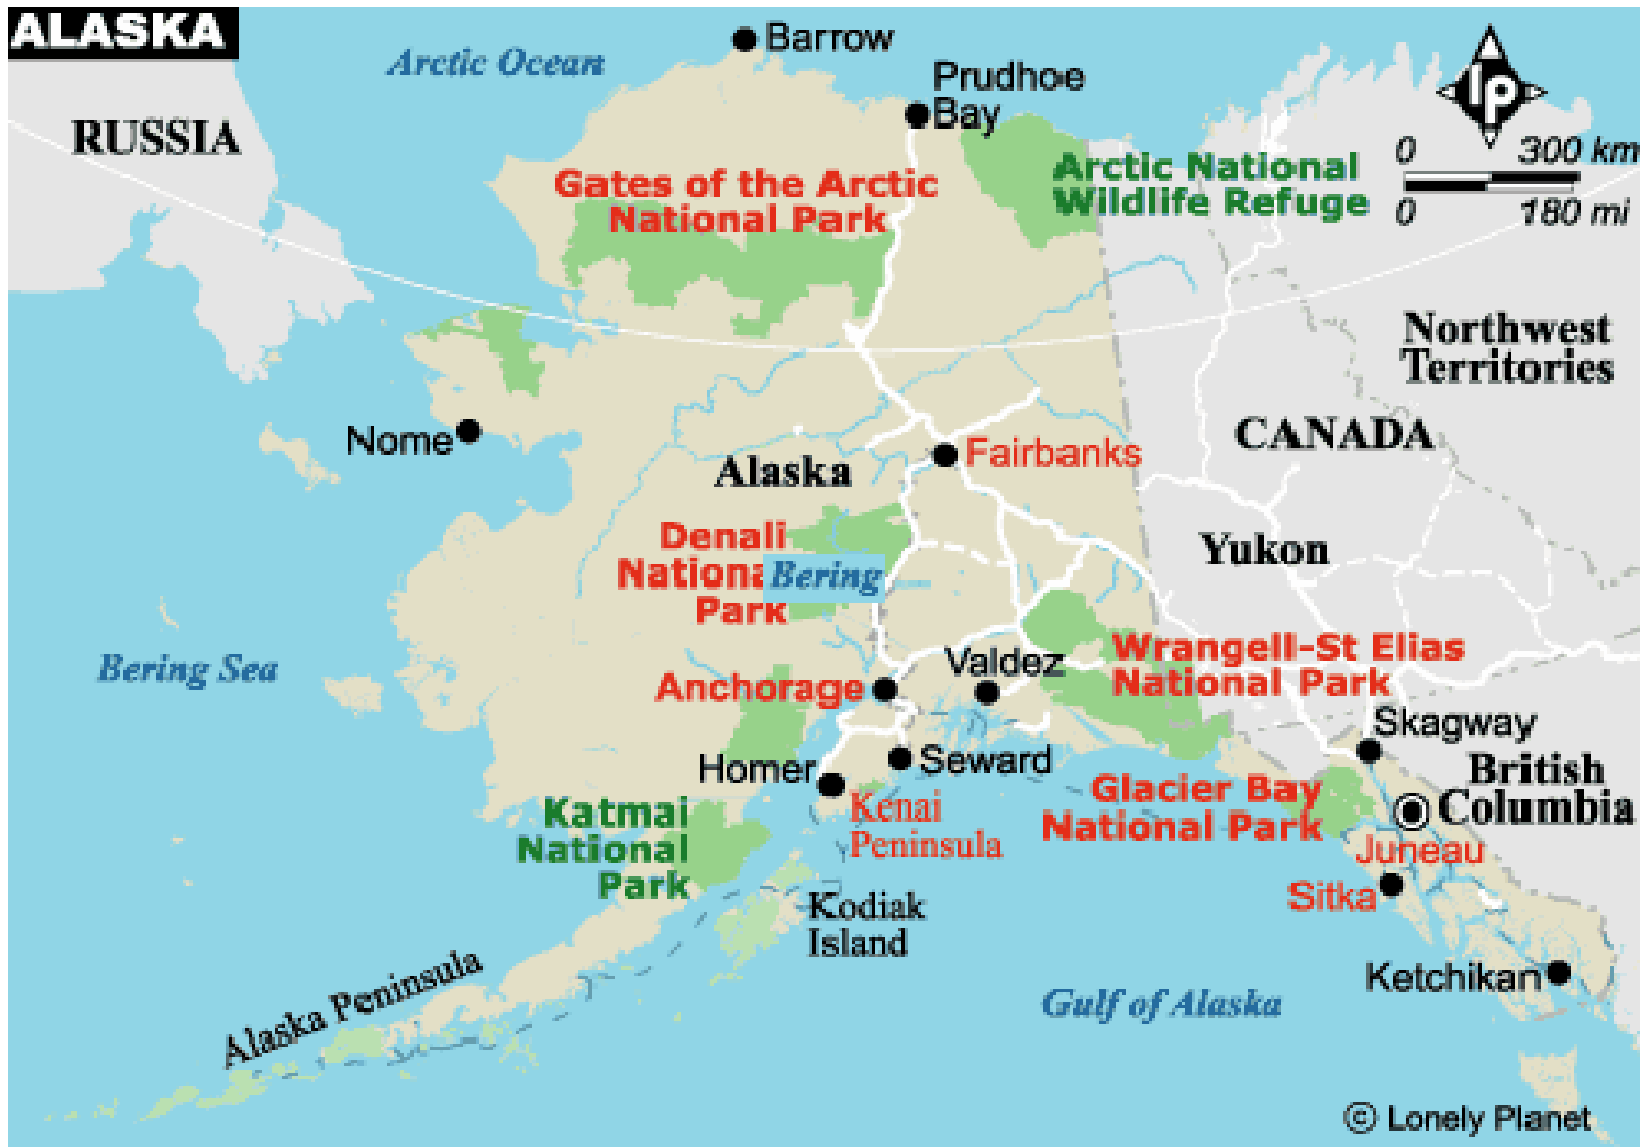 ALASKA
Arctic Ocean
Barrow
Prudhoe
Bay
lp
RUSSIA
Gates of the Arctic
National Park
Arctic National
Wildlife Refuge
0 300 km
0 180 mi
Northwest
Territories
CANADA
Nome
Alaska
Fairbanks
Yukon
Denali
Nationa
Bering
Park
Bering Sea
Valdez
Wrangell-St Elias
National Park
Anchorage
Skagway
Homer
Seward
British
Columbia
Glacier Bay
National Park
Kenai
Peninsula
Katmai
National
Park
Juneau
Sitka
Kodiak
Island
Alaska Peninsula
Ketchikan
Gulf of Alaska
© Lonely Planet